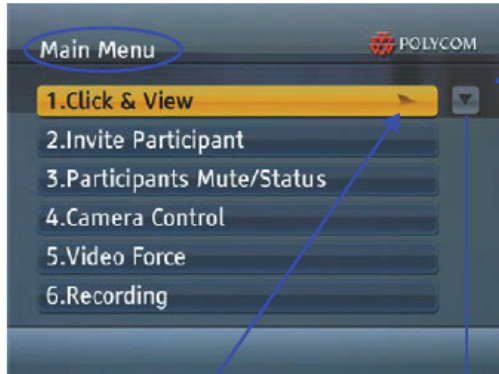 Main Menu
POLYCOM
1.Click & View
2.Invite Participant
3.Participants Mute/Status
4.Camera Control
5.Video Force
6.Recording